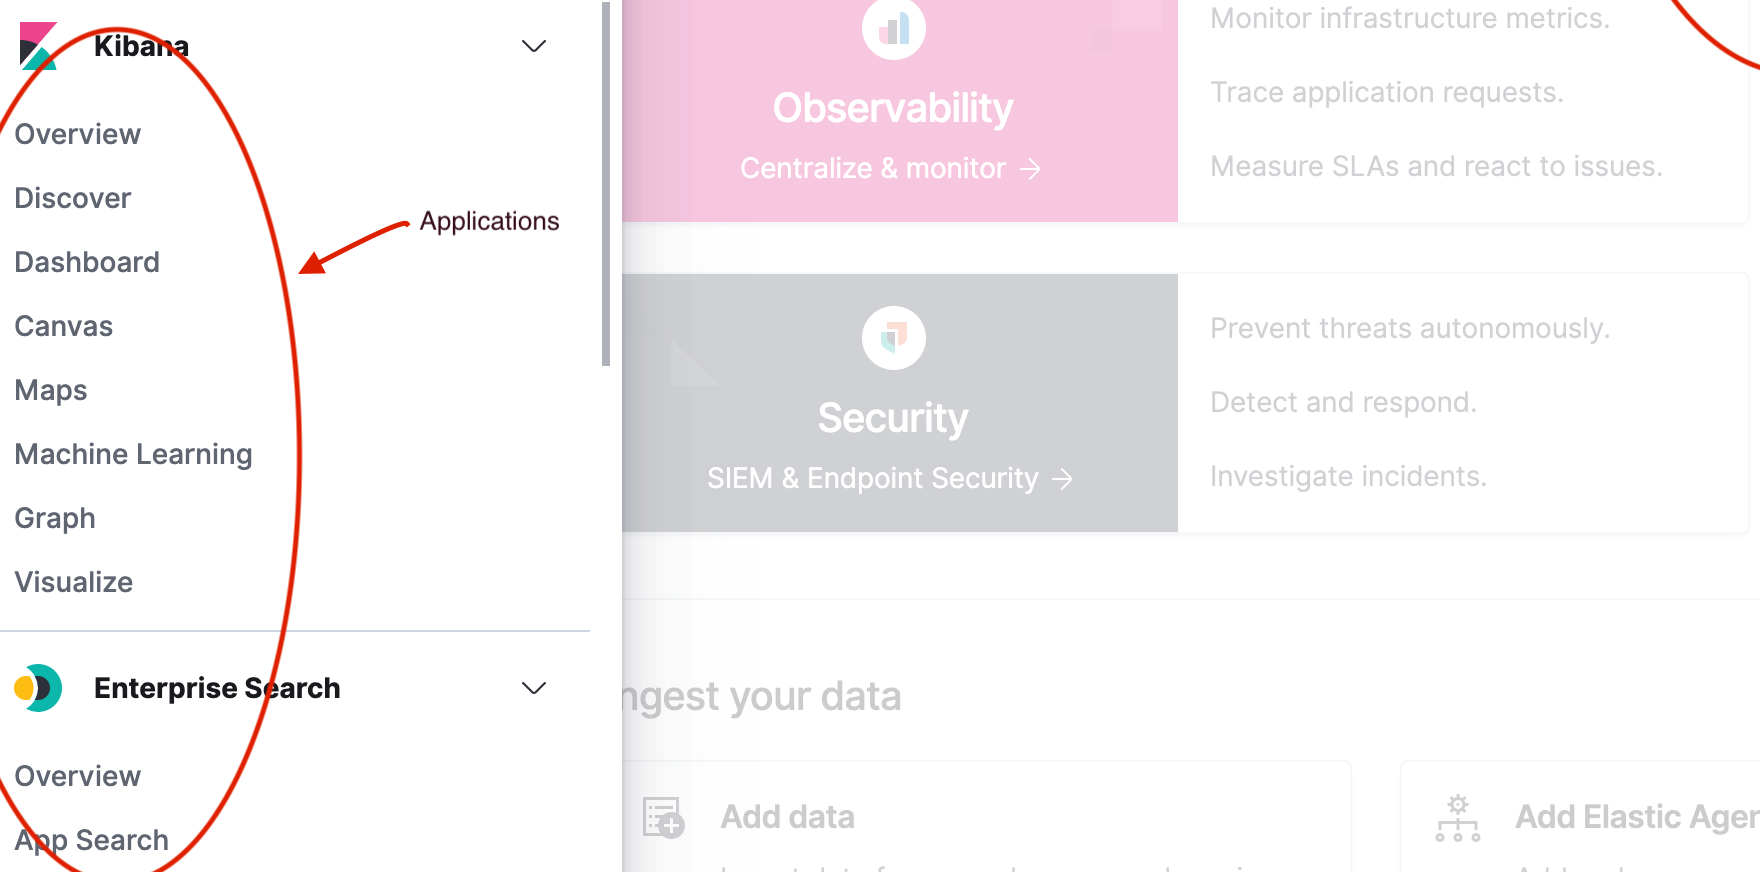 Kibana
Overview
Discover
Dashboard
Canvas
Maps
Machine Learning
Graph
Visualize
Enterprise Search
Overview
App Search
Applications
Observability
Centralize & monitor →
Monitor infrastructure metrics.
Trace application requests.
Measure SLAs and react to issues.
Security
SIEM & Endpoint Security →
Prevent threats autonomously.
Detect and respond.
Investigate incidents.
ngest your data
Add data
Add Elastic Agen